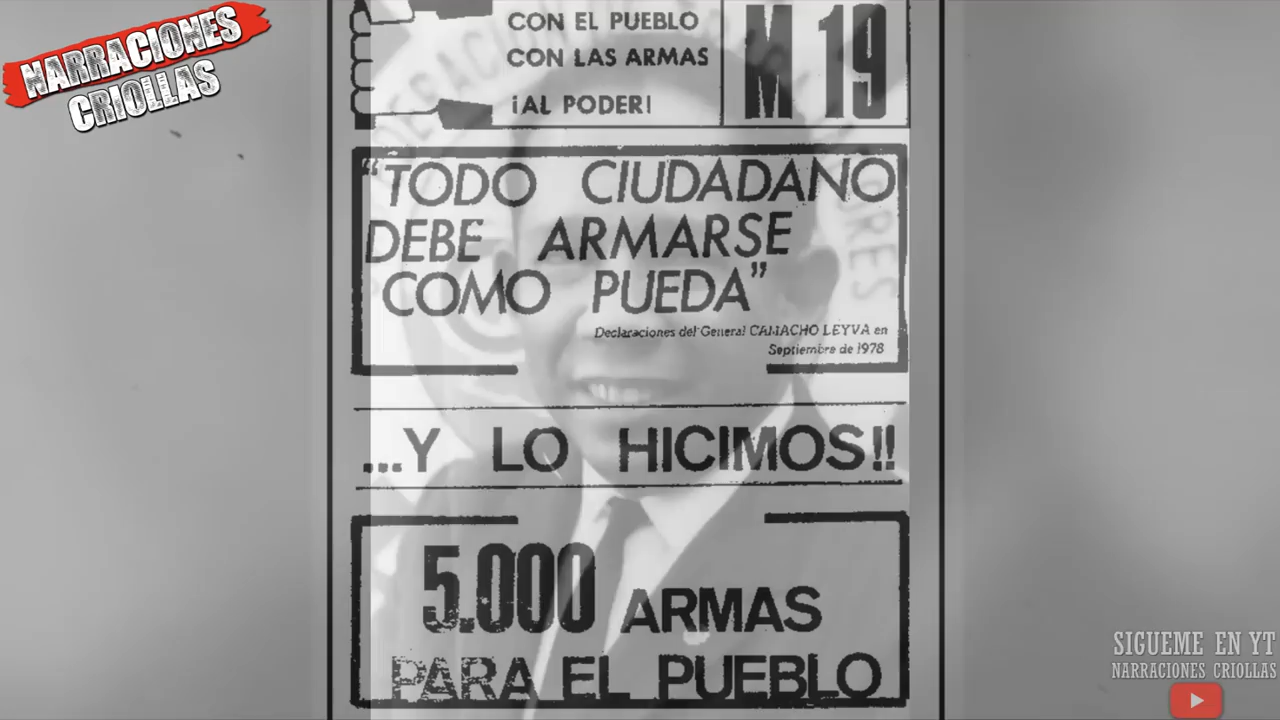 NARRACIONES
CRIOLLAS
CON EL PUEBLO
CON LAS ARMAS
¡AL PODER!
M 19
“TODO CIUDADANO
DEBE ARMARSE
COMO PUEDA”
Declaraciones del General CAMACHO LEYVA en
Septiembre de 1978
...Y LO HICIMOS!!
5.000 ARMAS
PARA EL PUEBLO
SIGUEME EN YT
NARRACIONES CRIOLLAS